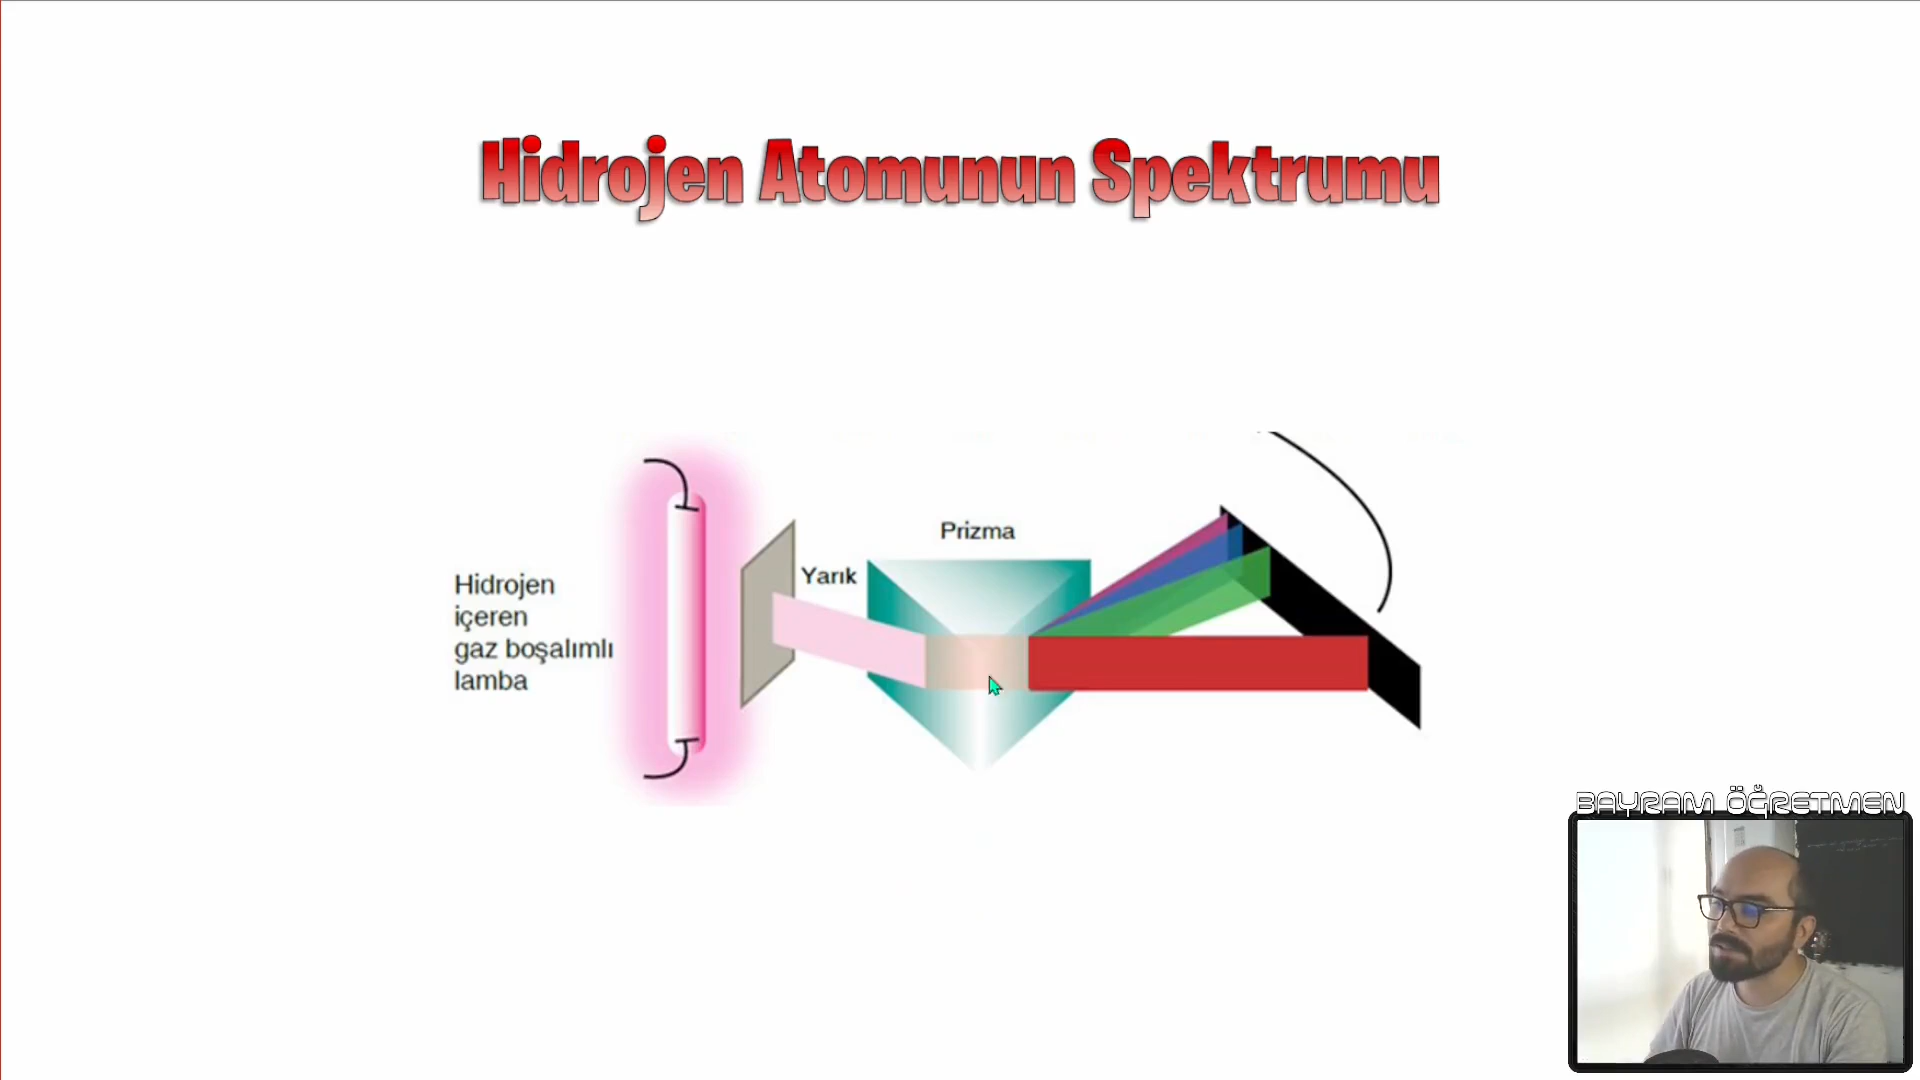 Hidrojen Atomunun Spektrumu
Prizma
Yarık
Hidrojen
içeren
gaz boşalımlı
lamba
BAYRAM ÖĞRETMEN